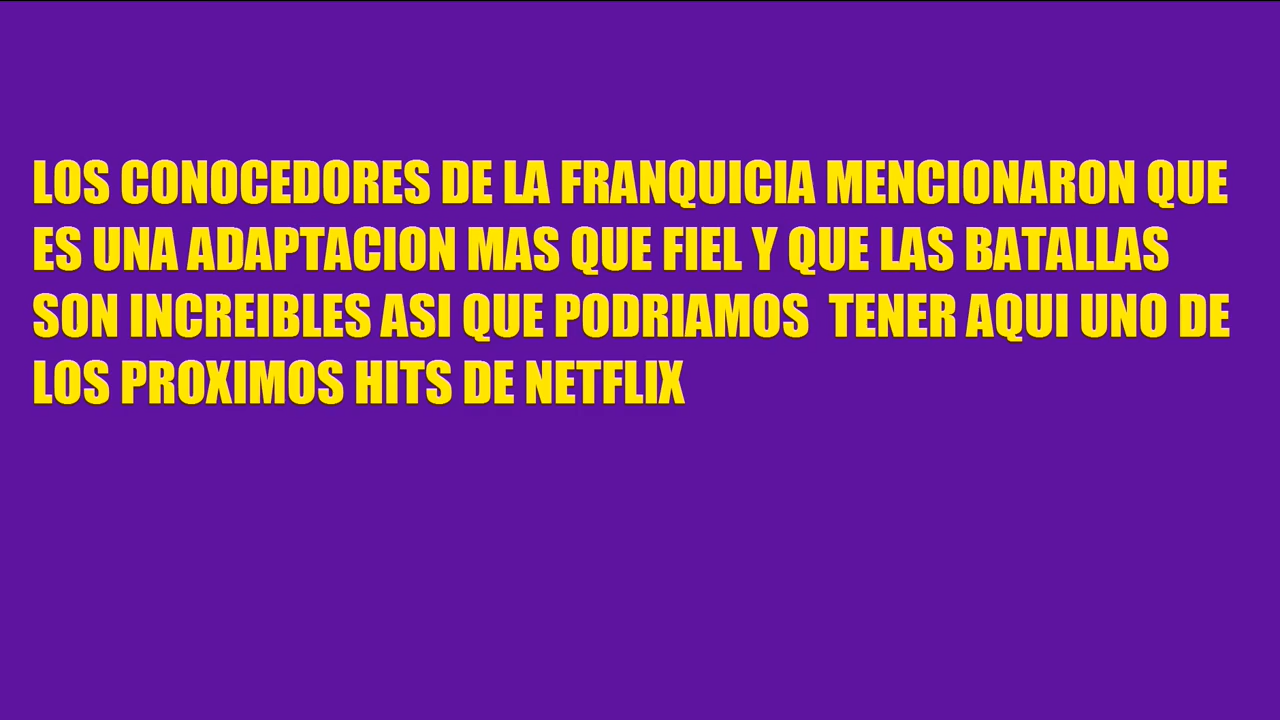 LOS CONOCEDORES DE LA FRANQUICIA MENCIONARON QUE
ES UNA ADAPTACION MAS QUE FIEL Y QUE LAS BATALLAS
SON INCREIBLES ASI QUE PODRIAMOS  TENER AQUI UNO DE
LOS PROXIMOS HITS DE NETFLIX